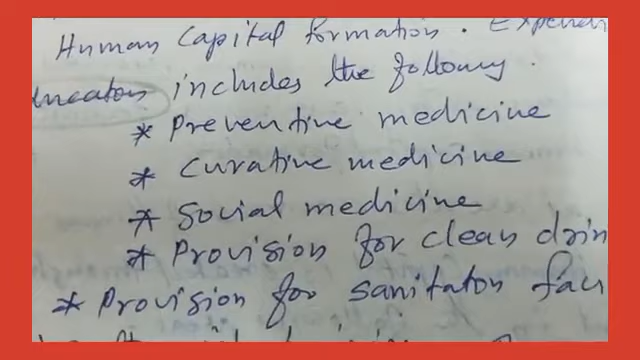 Human Capital formation. Expen
includes the following.
* Preventive medicine
* Curative medicine
* Social medicine
* Provision for clean drin
* Provision for sanitaton faci